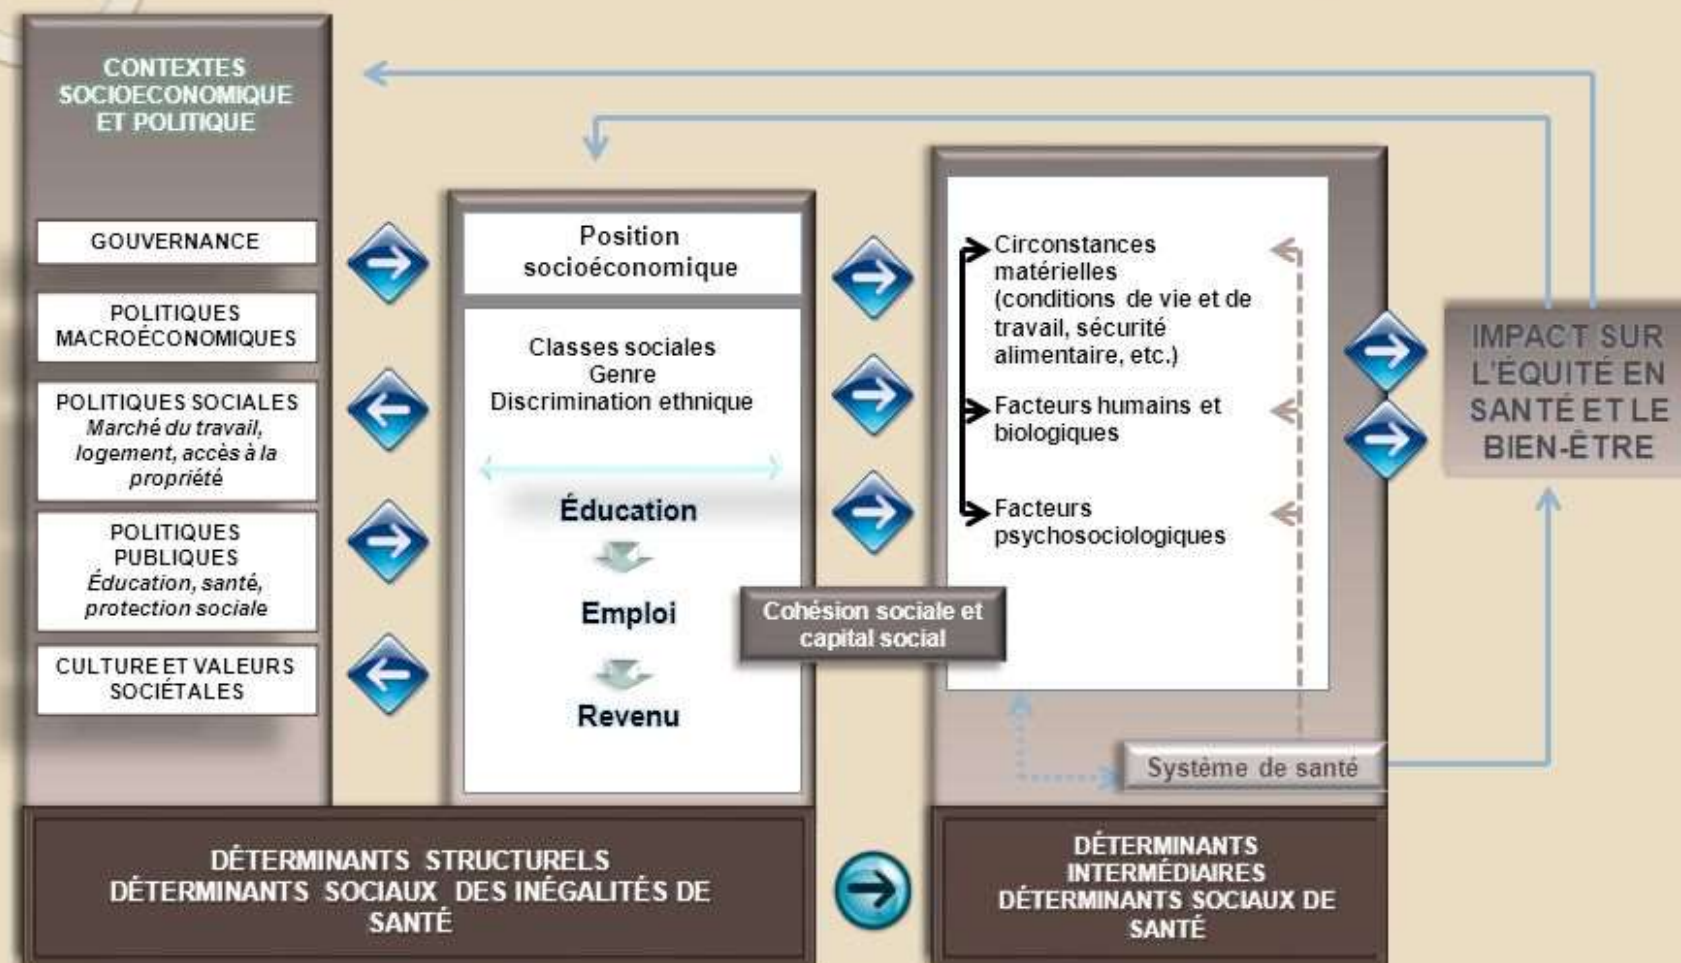 CONTEXTES
SOCIOECONOMIQUE
ET POLITIQUE
GOUVERNANCE
POLITIQUES
MACROÉCONOMIQUES
POLITIQUES SOCIALES
Marché du travail,
logement, accès à la
propriété
POLITIQUES
PUBLIQUES
Éducation, santé,
protection sociale
CULTURE ET VALEURS
SOCIÉTALES
Position
socioéconomique
Classes sociales
Genre
Discrimination ethnique
Éducation
Emploi
Revenu
Cohésion sociale et
capital social
Circonstances
matérielles
(conditions de vie et de
travail, sécurité
alimentaire, etc.)
Facteurs humains et
biologiques
Facteurs
psychosociologiques
Système de santé
IMPACT SUR
L'ÉQUITÉ EN
SANTÉ ET LE
BIEN-ÊTRE
DÉTERMINANTS STRUCTURELS
DÉTERMINANTS SOCIAUX DES INÉGALITÉS DE
SANTÉ
DÉTERMINANTS
INTERMÉDIAIRES
DÉTERMINANTS SOCIAUX DE
SANTÉ